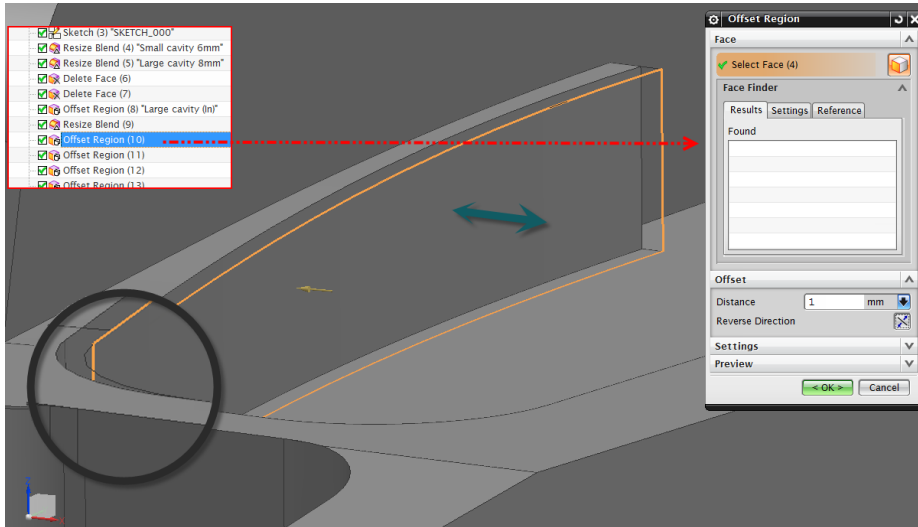 Sketch (3) "SKETCH_000"
Resize Blend (4) "Small cavity 6mm"
Resize Blend (5) "Large cavity 8mm"
Delete Face (6)
Delete Face (7)
Offset Region (8) "Large cavity (In)"
Resize Blend (9)
Offset Region (10)
Offset Region (11)
Offset Region (12)
Offset Region (13)
Offset Region
Face
Select Face (4)
Face Finder
Results Settings Reference
Found
Offset
Distance 1 mm
Reverse Direction
Settings
Preview
< OK > Cancel
Z